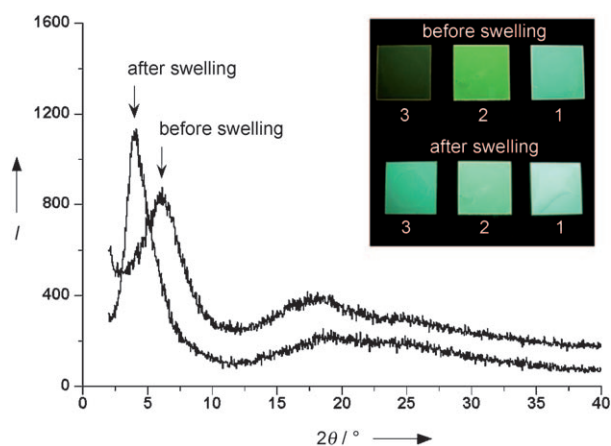 1600
1200
800
400
0
I
after swelling
before swelling
before swelling
3 2 1
after swelling
3 2 1
0 5 10 15 20 25 30 35 40
2θ / °